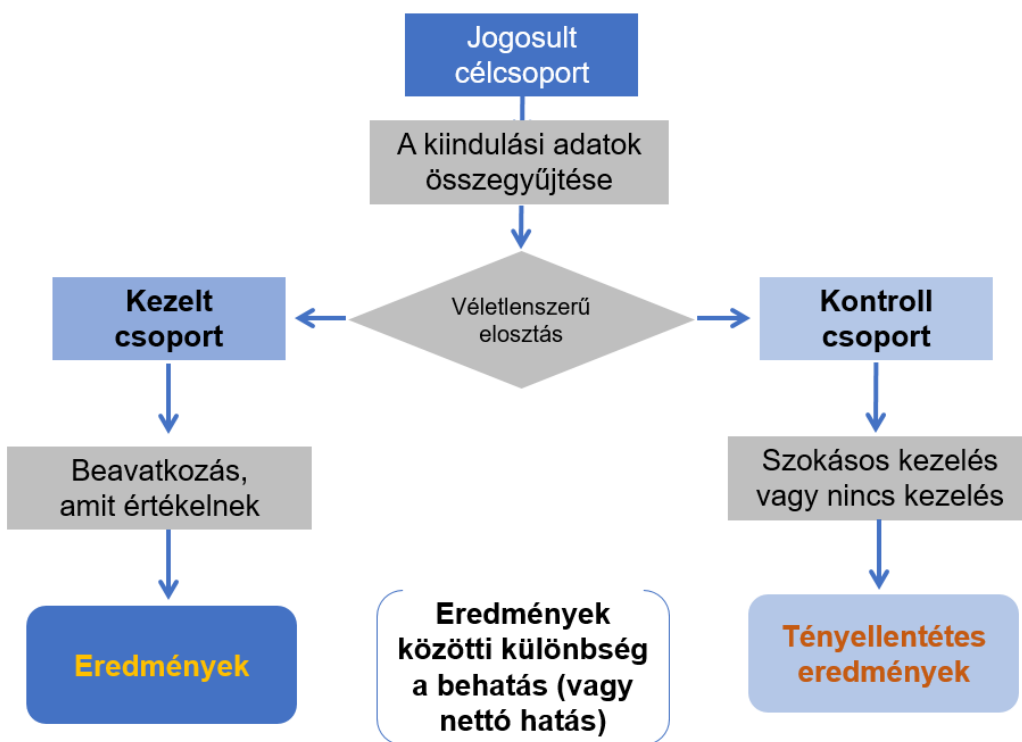 Jogosult
célcsoport
A kiindulási adatok
összegyűjtése
Kezelt
csoport
Véletlenszerű
elosztás
Kontroll
csoport
Beavatkozás,
amit értékelnek
Szokásos kezelés
vagy nincs kezelés
Eredmények
Eredmények
közötti különbség
a behatás (vagy
nettó hatás)
Tényellentétes
eredmények